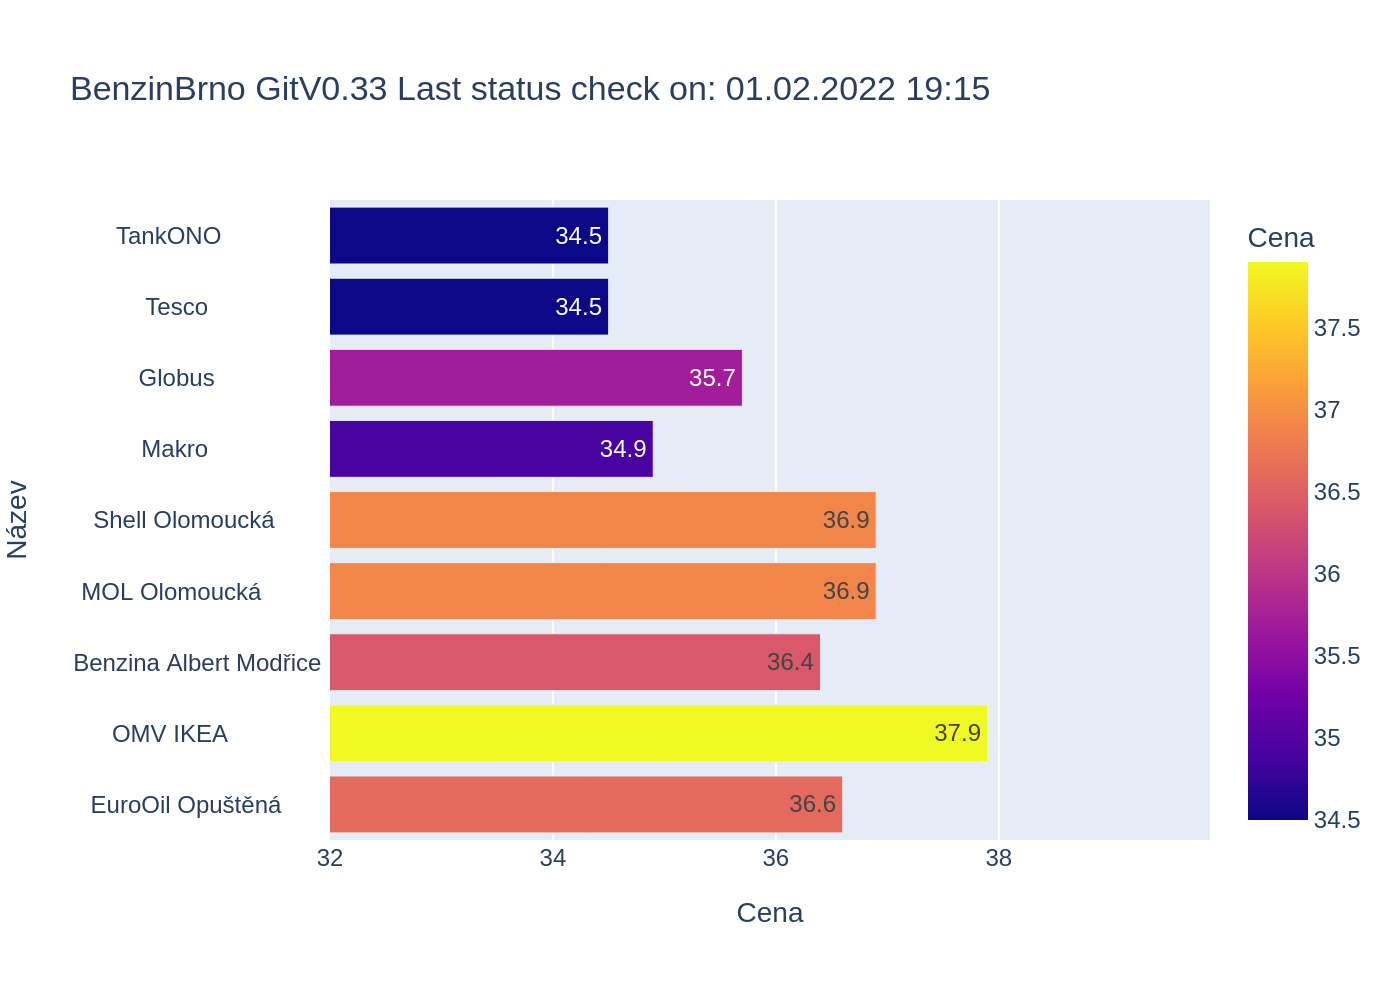 BenzinBrno GitV0.33 Last status check on: 01.02.2022 19:15
Název
TankONO
34.5
Tesco
34.5
Globus
35.7
Makro
34.9
Shell Olomoucká
36.9
MOL Olomoucká
36.9
Benzina Albert Modřice
36.4
OMV IKEA
37.9
EuroOil Opuštěná
36.6
32
34
36
38
Cena
Cena
37.5
37
36.5
36
35.5
35
34.5